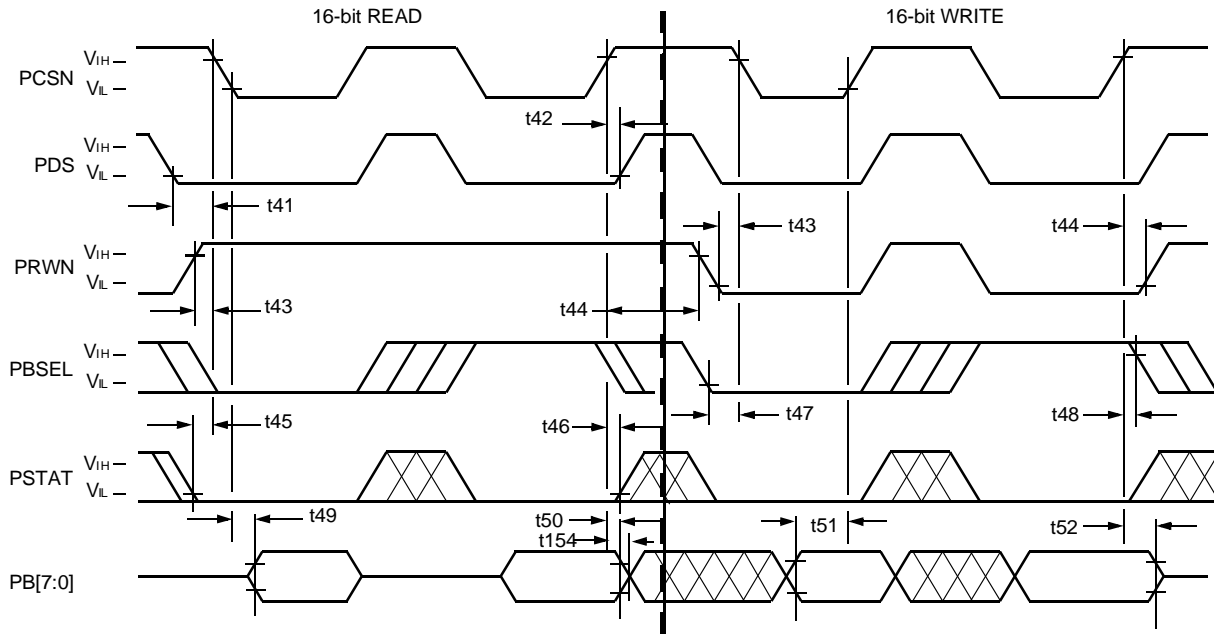 16-bit READ
16-bit WRITE
PCSN
VIH
VIL
t42
PDS
VIH
VIL
t41
t43
t44
PRWN
VIH
VIL
t43
t44
PBSEL
VIH
VIL
t45
t46
t47
t48
PSTAT
VIH
VIL
t49
t50
t51
t52
t154
PB[7:0]